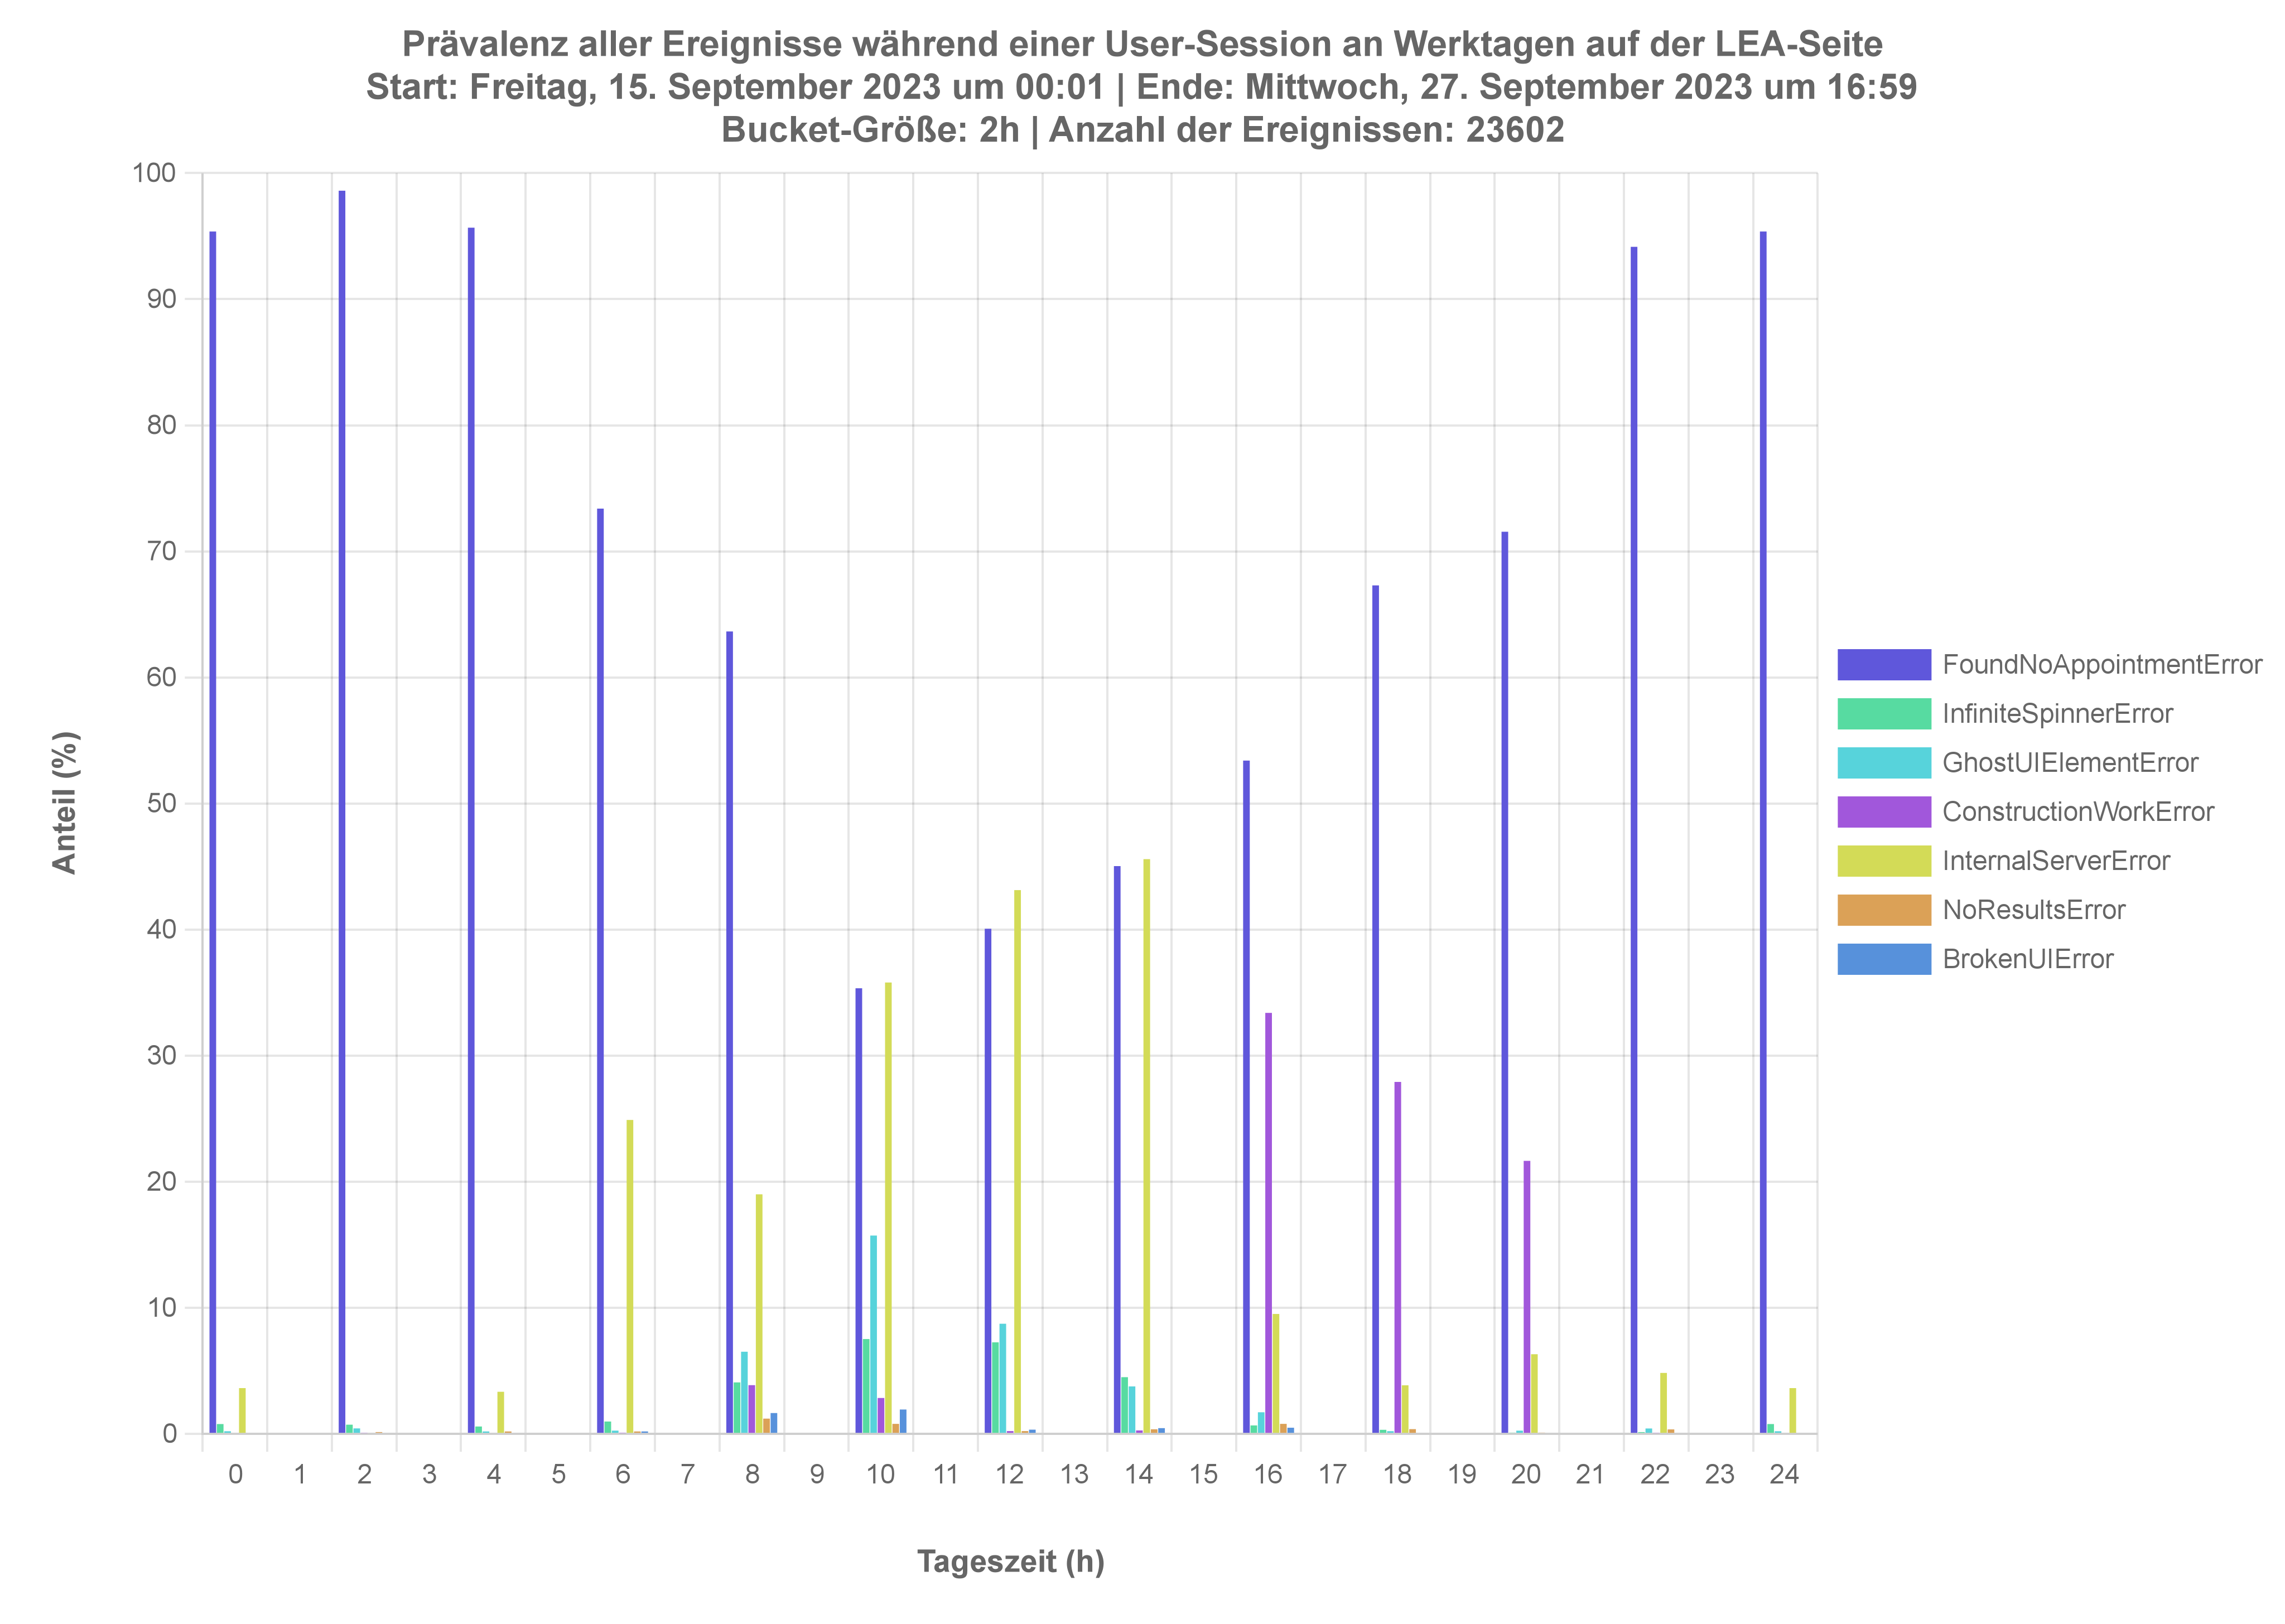 Prävalenz aller Ereignisse während einer User-Session an Werktagen auf der LEA-Seite
Start: Freitag, 15. September 2023 um 00:01 | Ende: Mittwoch, 27. September 2023 um 16:59
Bucket-Größe: 2h | Anzahl der Ereignissen: 23602
100
90
80
70
60
50
40
30
20
10
0
Anteil (%)
0 1 2 3 4 5 6 7 8 9 10 11 12 13 14 15 16 17 18 19 20 21 22 23 24
Tageszeit (h)
FoundNoAppointmentError
InfiniteSpinnerError
GhostUIElementError
ConstructionWorkError
InternalServerError
NoResultsError
BrokenUIError